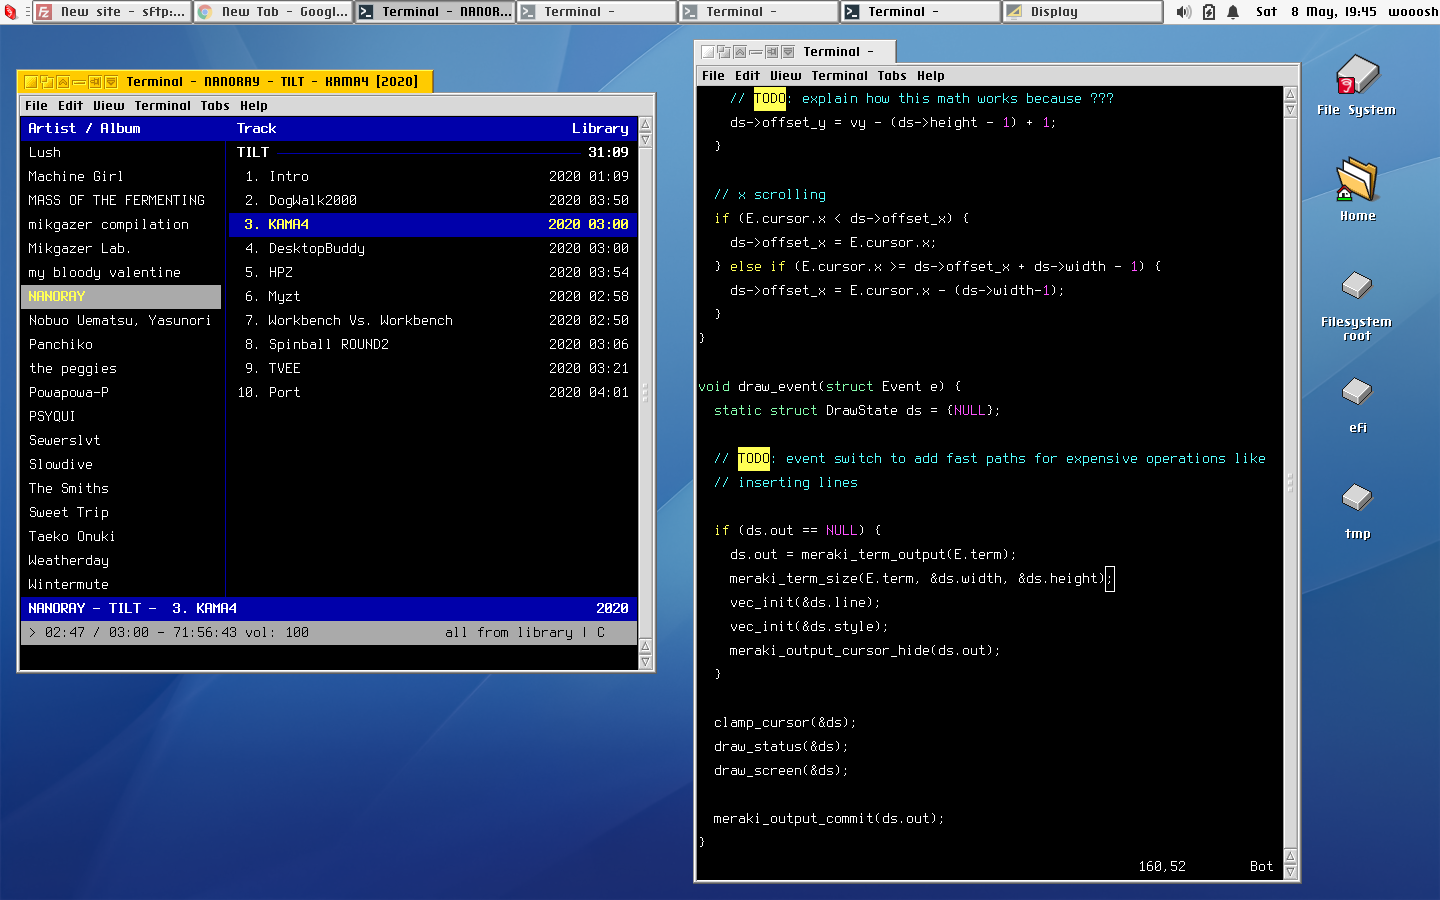 New site - sftp:...
New Tab - Googl...
Terminal - NANOR...
Terminal -
Terminal -
Terminal -
Display
Sat  8 May, 19:45
wooosh
Terminal - NANORAY - TILT - KAMA4 [2020]
File Edit View Terminal Tabs Help
Artist / Album Track Library
Lush
Machine Girl
MASS OF THE FERMENTING
mikgazer compilation
Mikgazer Lab.
my bloody valentine
NANORAY
Nobuo Uematsu, Yasunori
Panchiko
the peggies
Powapowa-P
PSYQUI
Sewerslvt
Slowdive
The Smiths
Sweet Trip
Taeko Onuki
Weatherday
Wintermute
TILT 31:09
1. Intro 2020 01:09
2. DogWalk2000 2020 03:50
3. KAMA4 2020 03:00
4. DesktopBuddy 2020 03:00
5. HPZ 2020 03:54
6. Myzt 2020 02:58
7. Workbench Vs. Workbench 2020 02:50
8. Spinball ROUND2 2020 03:06
9. TVEE 2020 03:21
10. Port 2020 04:01
NANORAY - TILT -  3. KAMA4 2020
> 02:47 / 03:00 - 71:56:43 vol: 100 all from library | C
Terminal -
File Edit View Terminal Tabs Help
// TODO: explain how this math works because ???
ds->offset_y = vy - (ds->height - 1) + 1;
}
// x scrolling
if (E.cursor.x < ds->offset_x) {
ds->offset_x = E.cursor.x;
} else if (E.cursor.x >= ds->offset_x + ds->width - 1) {
ds->offset_x = E.cursor.x - (ds->width-1);
}
}
void draw_event(struct Event e) {
static struct DrawState ds = {NULL};
// TODO: event switch to add fast paths for expensive operations like
// inserting lines
if (ds.out == NULL) {
ds.out = meraki_term_output(E.term);
meraki_term_size(E.term, &ds.width, &ds.height);
vec_init(&ds.line);
vec_init(&ds.style);
meraki_output_cursor_hide(ds.out);
}
clamp_cursor(&ds);
draw_status(&ds);
draw_screen(&ds);
meraki_output_commit(ds.out);
}
160,52 Bot
File System
Home
Filesystem
root
efi
tmp